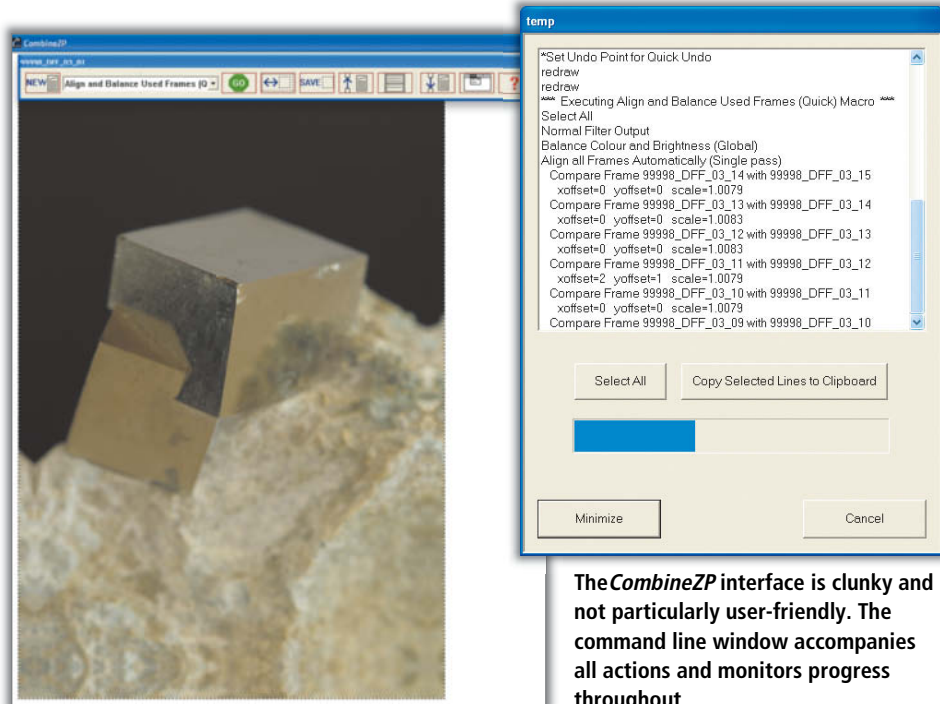 CombineZP
99998_DFF_03_01
NEW Align and Balance Used Frames (Q GO SAVE ?
temp
*Set Undo Point for Quick Undo
redraw
redraw
*** Executing Align and Balance Used Frames (Quick) Macro ***
Select All
Normal Filter Output
Balance Colour and Brightness (Global)
Align all Frames Automatically (Single pass)
Compare Frame 99998_DFF_03_14 with 99998_DFF_03_15
xoffset=0 yoffset=0 scale=1.0079
Compare Frame 99998_DFF_03_13 with 99998_DFF_03_14
xoffset=0 yoffset=0 scale=1.0083
Compare Frame 99998_DFF_03_12 with 99998_DFF_03_13
xoffset=0 yoffset=0 scale=1.0083
Compare Frame 99998_DFF_03_11 with 99998_DFF_03_12
xoffset=2 yoffset=1 scale=1.0079
Compare Frame 99998_DFF_03_10 with 99998_DFF_03_11
xoffset=0 yoffset=0 scale=1.0079
Compare Frame 99998_DFF_03_09 with 99998_DFF_03_10
Select All
Copy Selected Lines to Clipboard
Minimize
Cancel
The CombineZP interface is clunky and
not particularly user-friendly. The
command line window accompanies
all actions and monitors progress
throughout